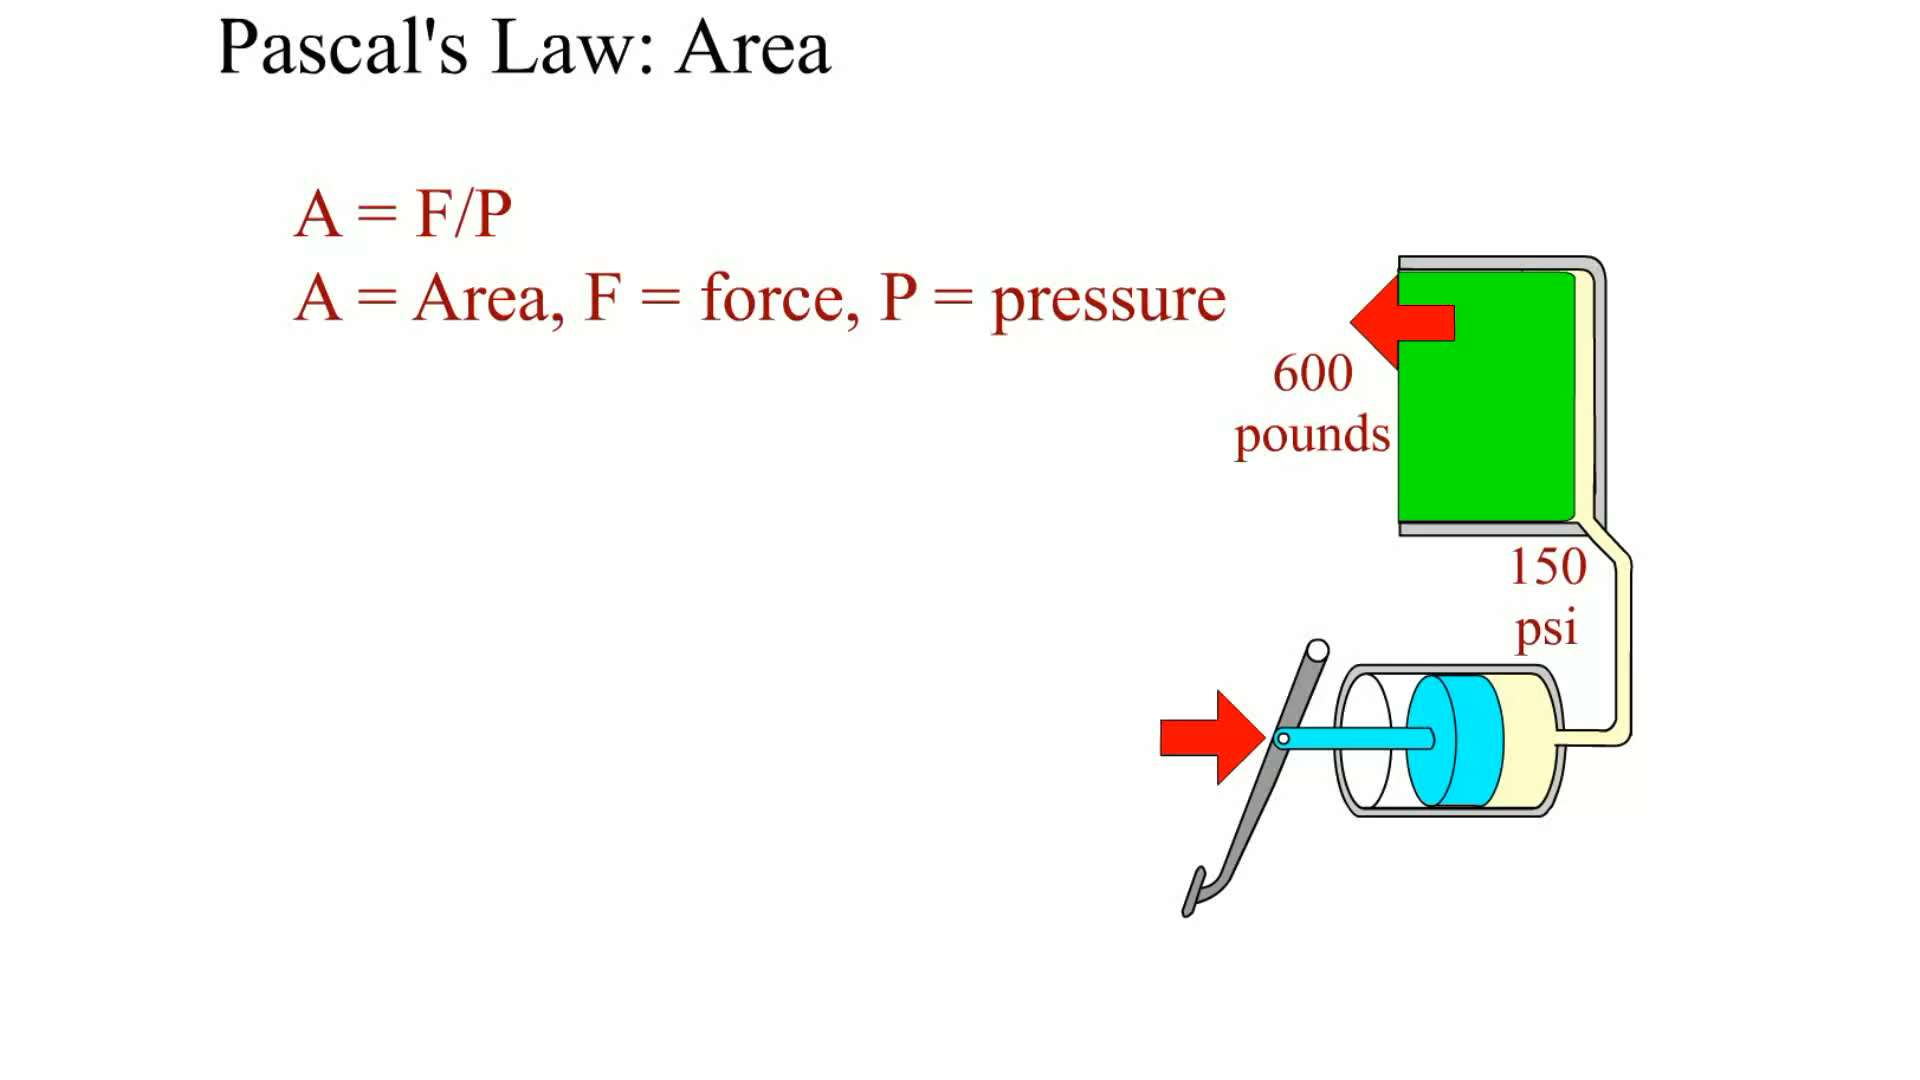 Pascal's Law: Area
A = F/P
A = Area, F = force, P = pressure
600
pounds
150
psi